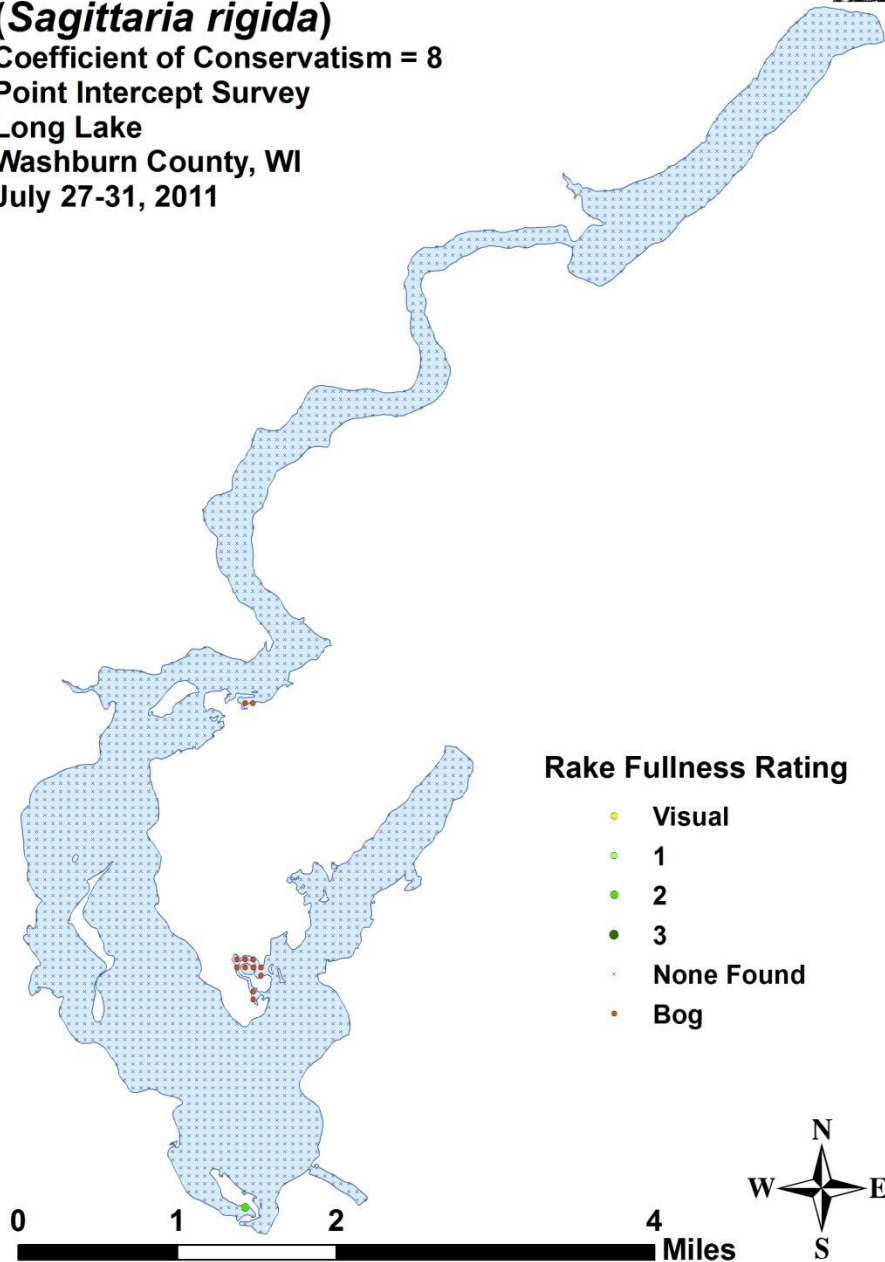 (Sagittaria rigida)
Coefficient of Conservatism = 8
Point Intercept Survey
Long Lake
Washburn County, WI
July 27-31, 2011
Rake Fullness Rating
Visual
1
2
3
None Found
Bog
N
W E
S
0 1 2 4
Miles